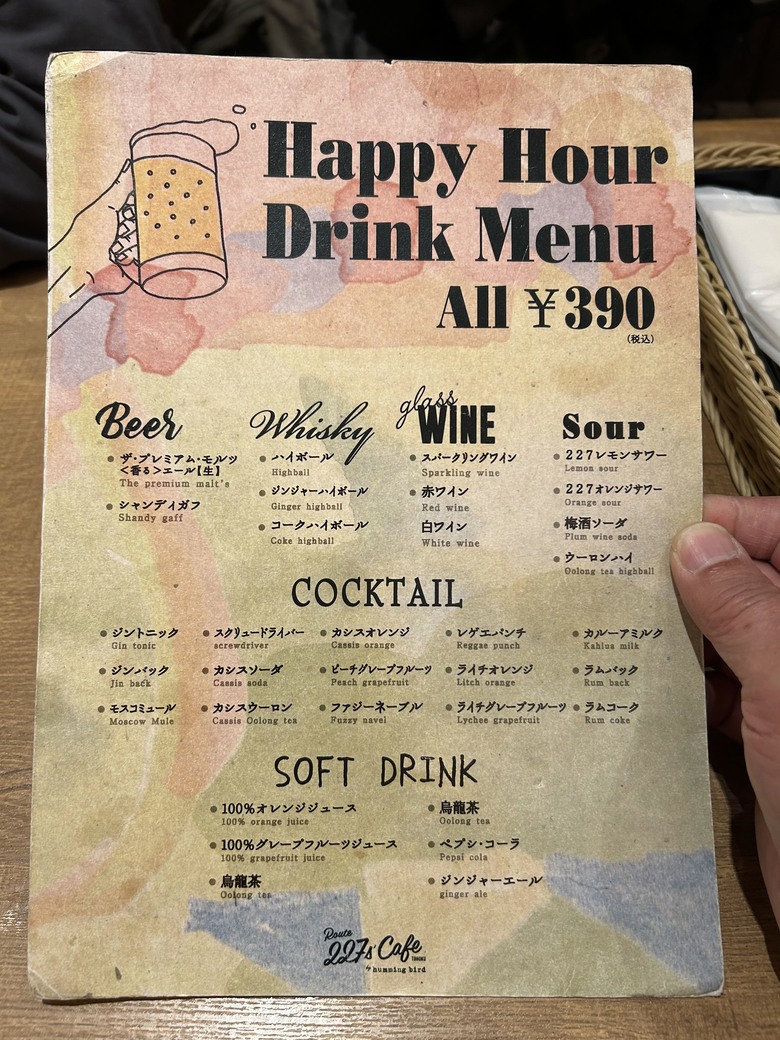 Happy Hour
Drink Menu
All ¥390
(税込)
Beer
ザ・プレミアム・モルツ
<香る>エール【生】
The premium malt's
シャンディガフ
Shandy gaff
Whisky
ハイボール
Highball
ジンジャーハイボール
Ginger highball
コークハイボール
Coke highball
glass
WINE
スパークリングワイン
Sparkling wine
赤ワイン
Red wine
白ワイン
White wine
Sour
227レモンサワー
Lemon sour
227オレンジサワー
Orange sour
梅酒ソーダ
Plum wine soda
ウーロンハイ
Oolong tea highball
COCKTAIL
ジントニック
Gin tonic
ジンバック
Jin back
モスコミュール
Moscow Mule
スクリュードライバー
screwdriver
カシスソーダ
Cassis soda
カシスウーロン
Cassis Oolong tea
カシスオレンジ
Cassis orange
ピーチグレープフルーツ
Peach grapefruit
ファジーネーブル
Fuzzy navel
レゲエパンチ
Reggae punch
ライチオレンジ
Litch orange
ライチグレープフルーツ
Lychee grapefruit
カルーアミルク
Kahlua milk
ラムバック
Rum back
ラムコーク
Rum coke
SOFT DRINK
100%オレンジジュース
100% orange juice
100%グレープフルーツジュース
100% grapefruit juice
烏龍茶
Oolong tea
烏龍茶
Oolong tea
ペプシ・コーラ
Pepsi cola
ジンジャーエール
ginger ale
Route
227s' Cafe
by humming bird